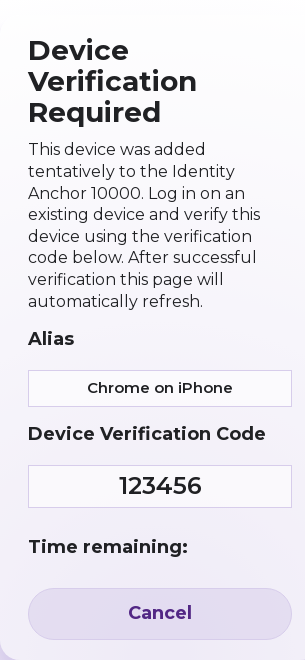 Device
Verification
Required
This device was added
tentatively to the Identity
Anchor 10000. Log in on an
existing device and verify this
device using the verification
code below. After successful
verification this page will
automatically refresh.
Alias
Chrome on iPhone
Device Verification Code
123456
Time remaining:
Cancel